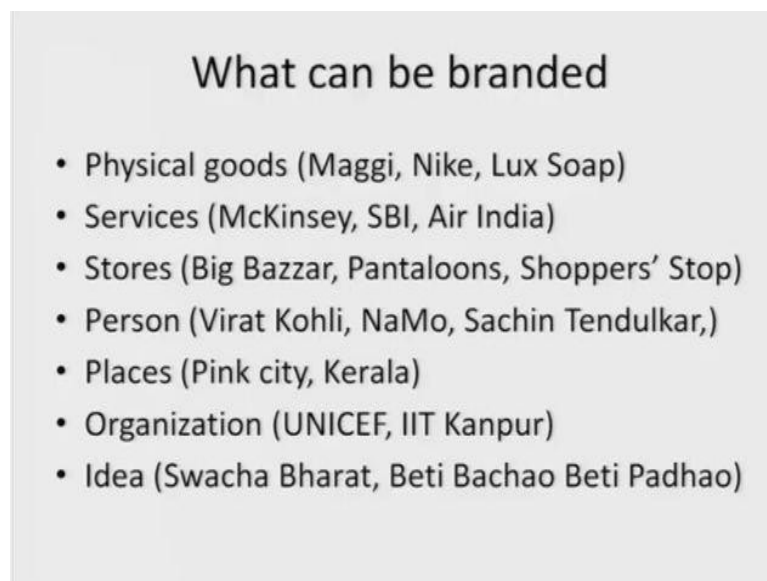 What can be branded
• Physical goods (Maggi, Nike, Lux Soap)
• Services (McKinsey, SBI, Air India)
• Stores (Big Bazzar, Pantaloons, Shoppers’ Stop)
• Person (Virat Kohli, NaMo, Sachin Tendulkar,)
• Places (Pink city, Kerala)
• Organization (UNICEF, IIT Kanpur)
• Idea (Swacha Bharat, Beti Bachao Beti Padhao)